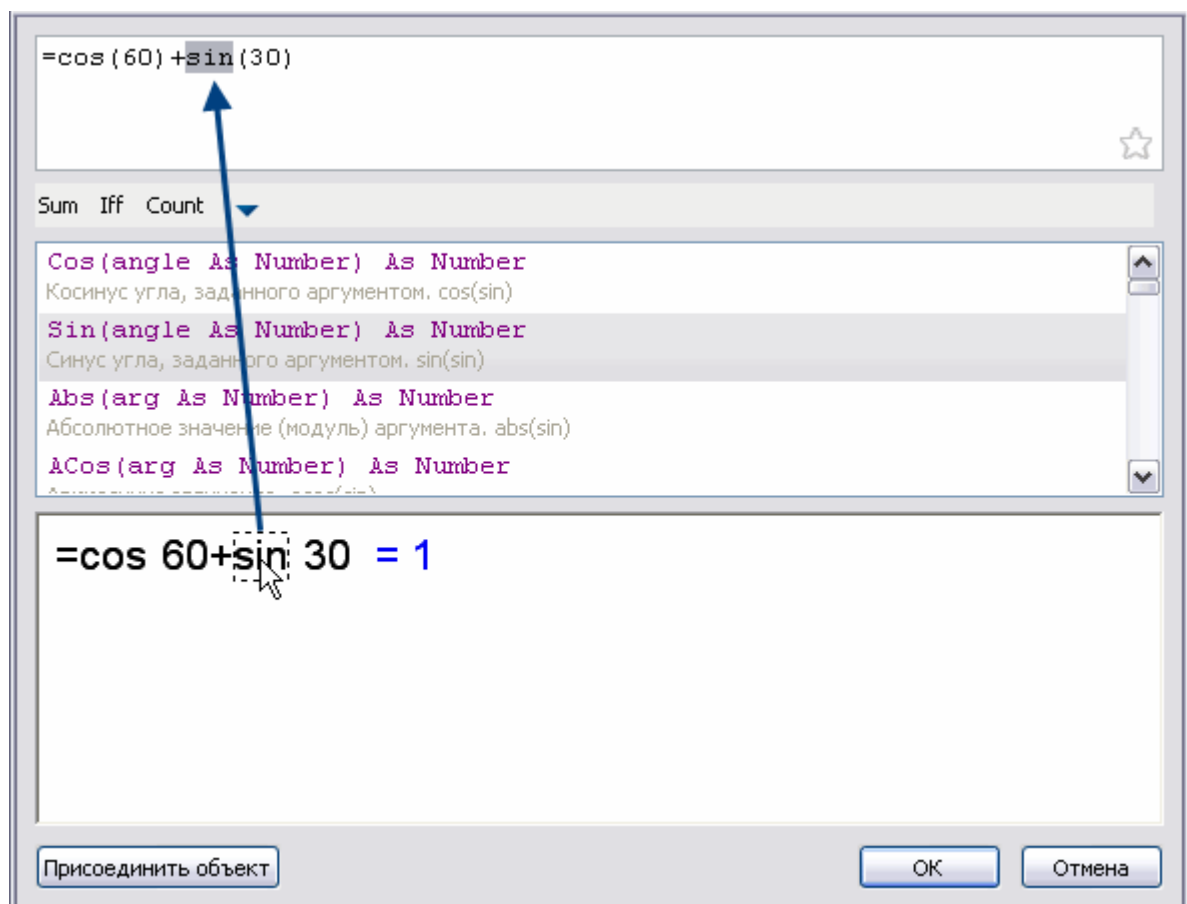 =cos(60)+sin(30)
Sum Iff Count
Cos(angle As Number) As Number
Косинус угла, заданного аргументом. cos(sin)
Sin(angle As Number) As Number
Синус угла, заданного аргументом. sin(sin)
Abs(arg As Number) As Number
Абсолютное значение (модуль) аргумента. abs(sin)
ACos(arg As Number) As Number
=cos 60+sin 30 = 1
Присоединить объект
ОК
Отмена